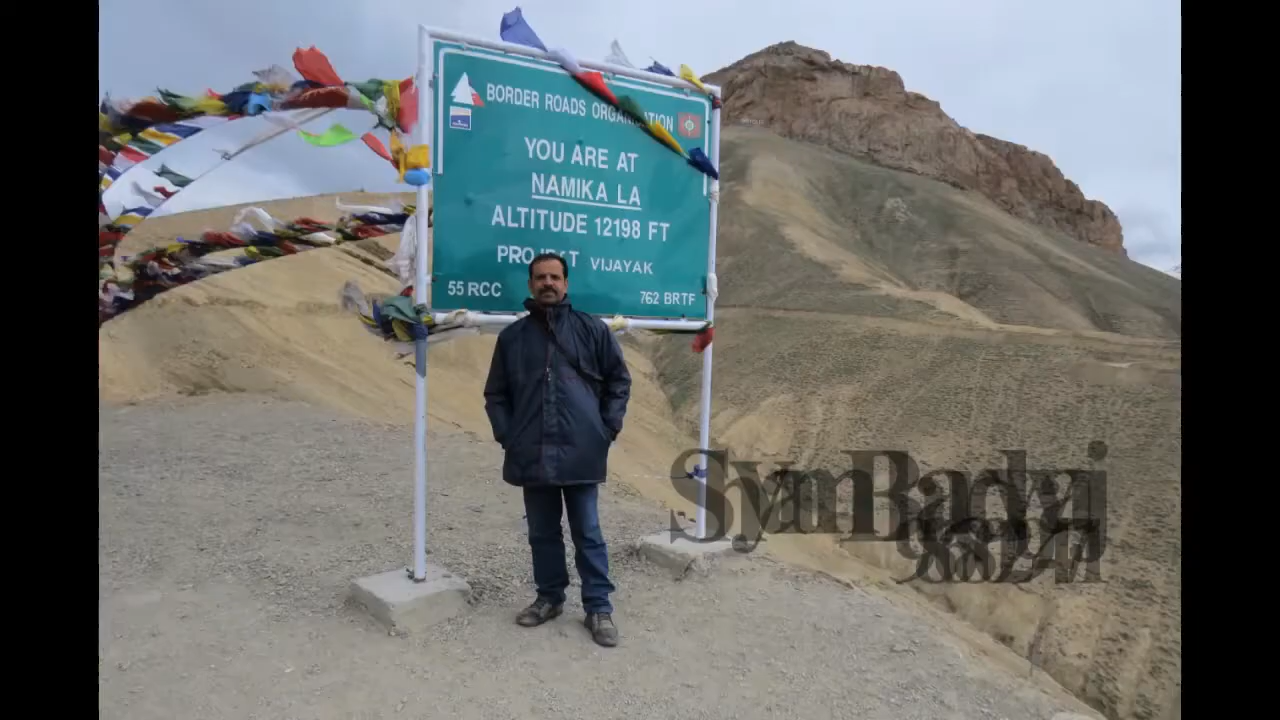 BORDER ROADS ORGANISATION
YOU ARE AT
NAMIKA LA
ALTITUDE 12198 FT
PROJECT VIJAYAK
55 RCC
762 BRTF